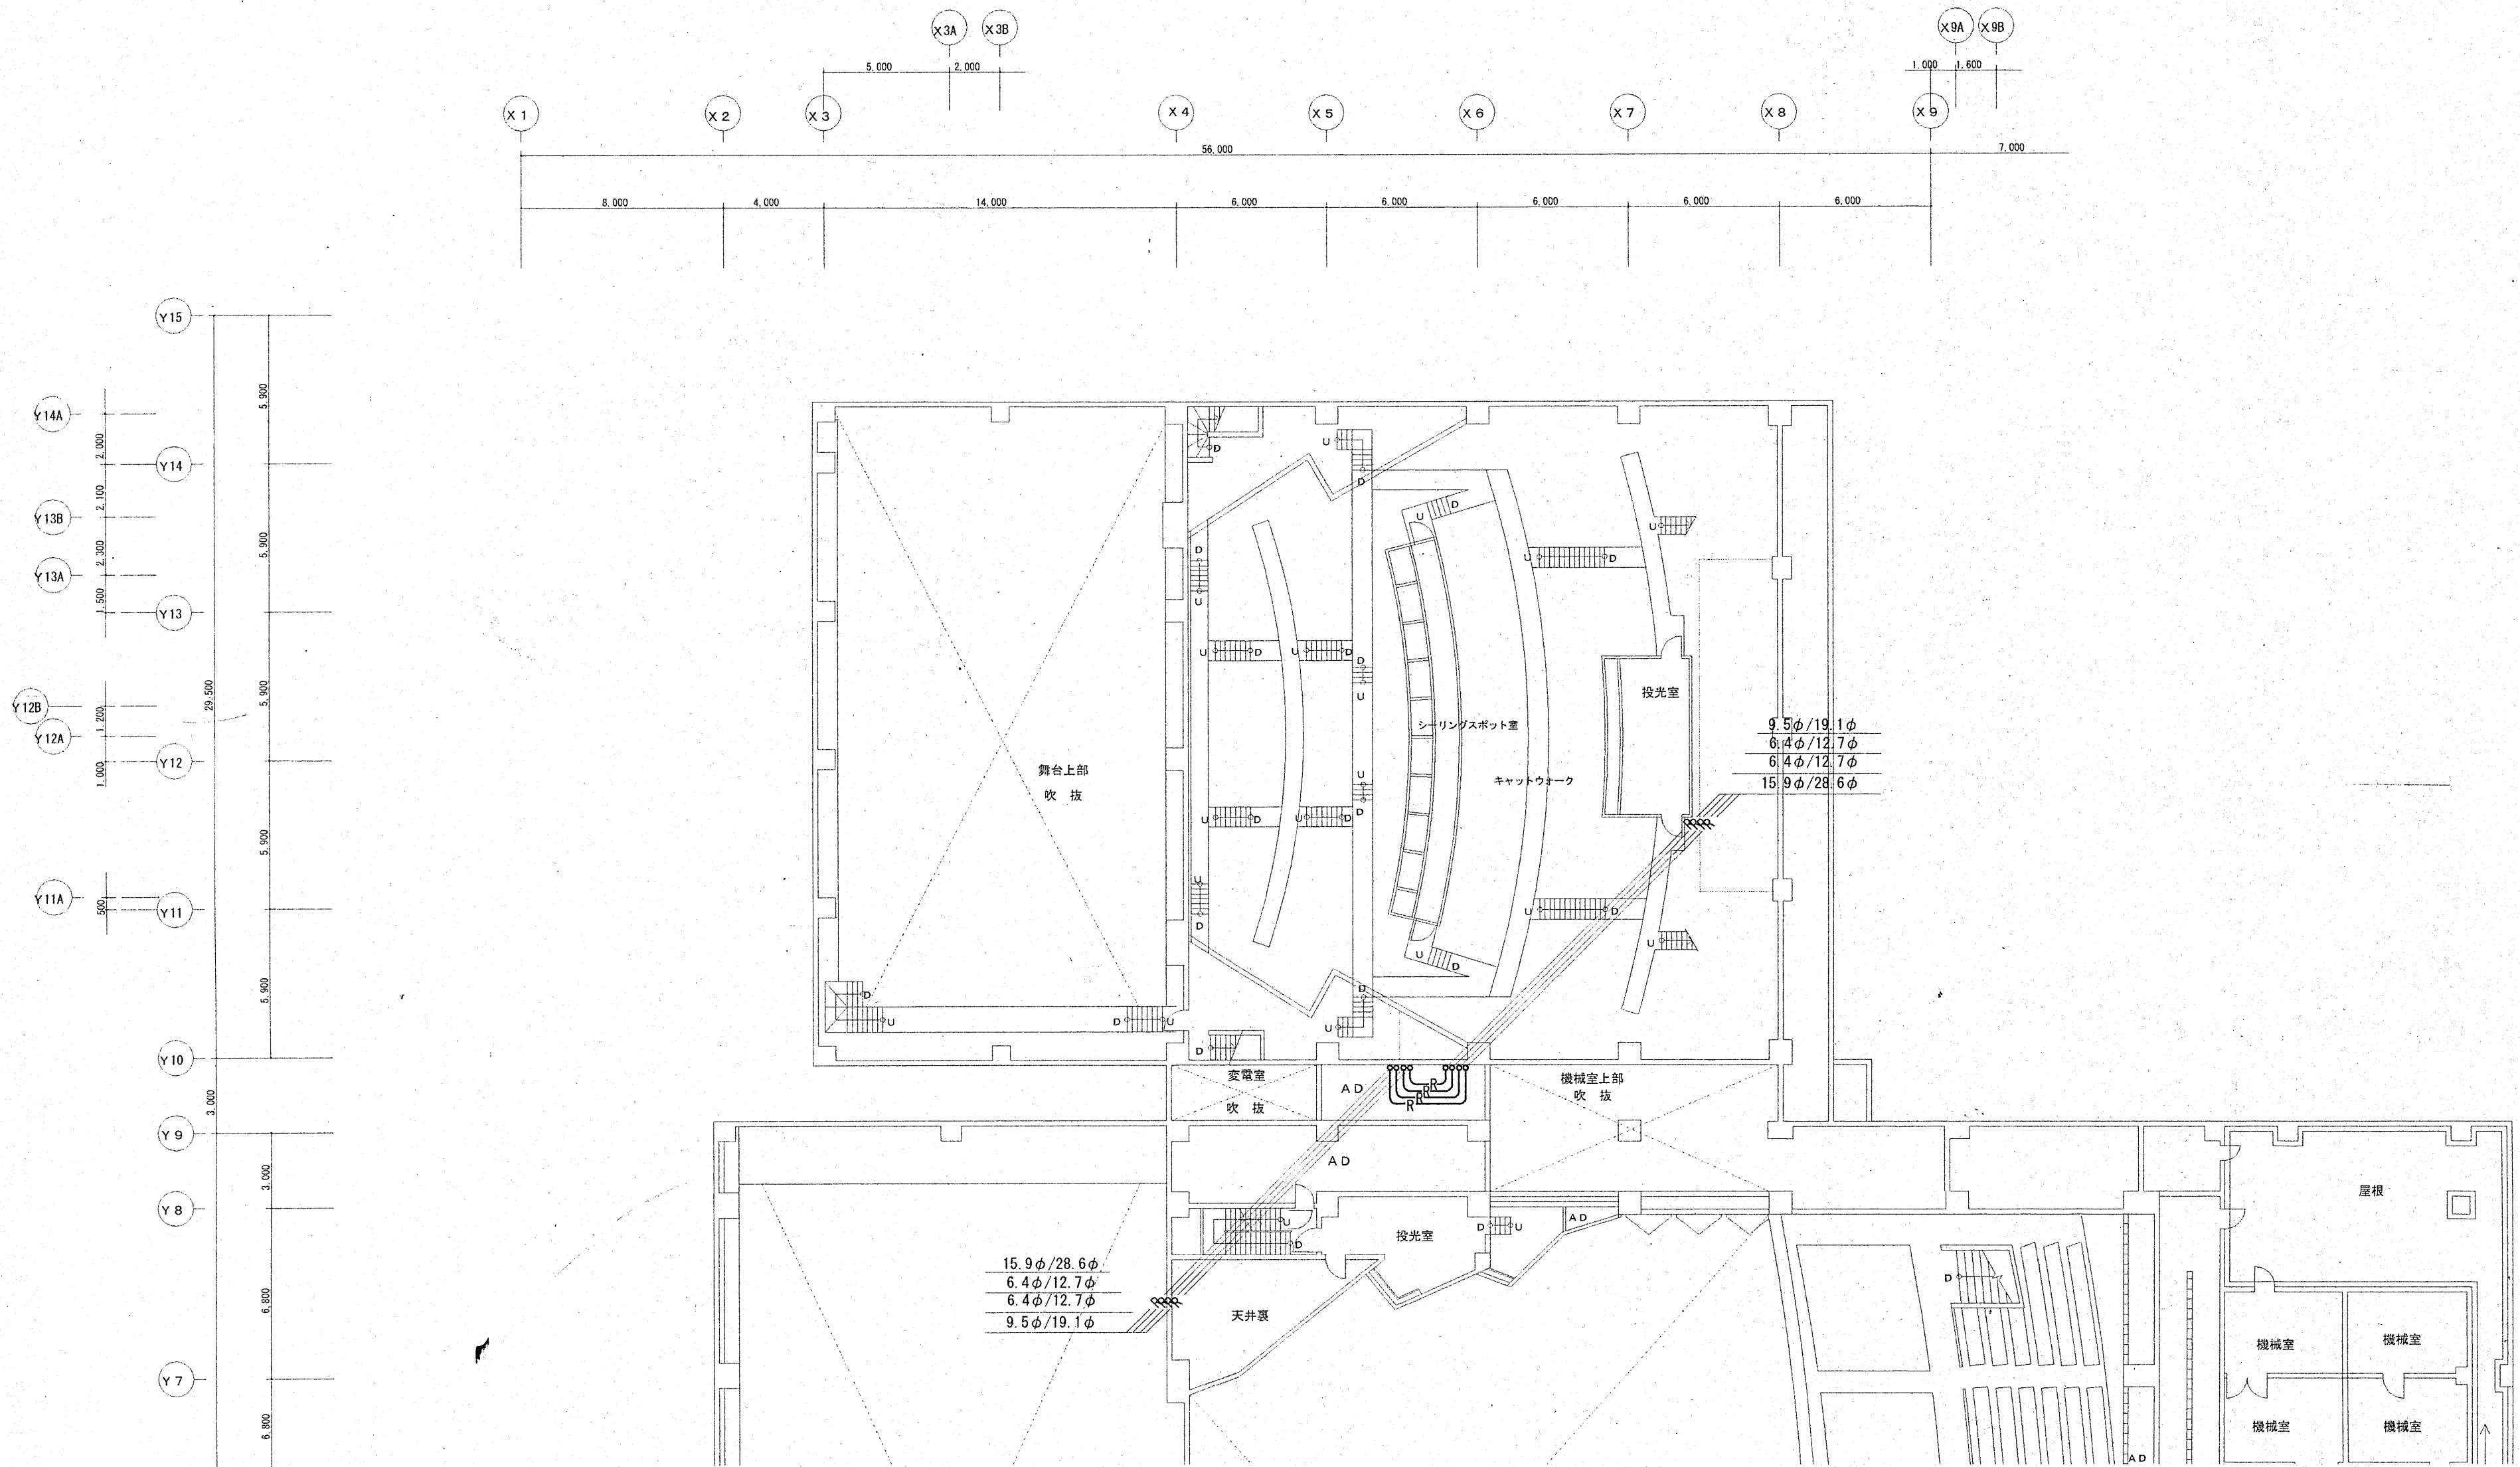 X3A X3B
X9A X9B
5,000 2,000
1,000 1,600
X1 X2 X3 X4 X5 X6 X7 X8 X9
56,000
7,000
8,000 4,000 14,000 6,000 6,000 6,000 6,000 6,000
Y15
5,900
Y14A
2,000
Y14
2,100
Y13B
5,900
2,300
Y13A
1,500
Y13
29,500
5,900
Y12B
1,200
Y12A
1,000
Y12
5,900
Y11A
500
Y11
5,900
Y10
3,000
Y9
3,000
Y8
6,800
Y7
6,800
D
U
D
U D
U
U D
D
U
U D U D
D
U
投光室
シーリングスポット室
9.5φ/19.1φ
6.4φ/12.7φ
6.4φ/12.7φ
15.9φ/28.6φ
舞台上部
吹 抜
キャットウォーク
U
D
U D U D
R R R R
U
D
U D
U
U D
D
U
D U
D
U
D
変電室
吹 抜
AD
R
R
R
機械室上部
吹 抜
AD
屋根
U
D
投光室
D U
AD
15.9φ/28.6φ
6.4φ/12.7φ
6.4φ/12.7φ
9.5φ/19.1φ
R R R R
天井裏
D
機械室 機械室
機械室 機械室
AD